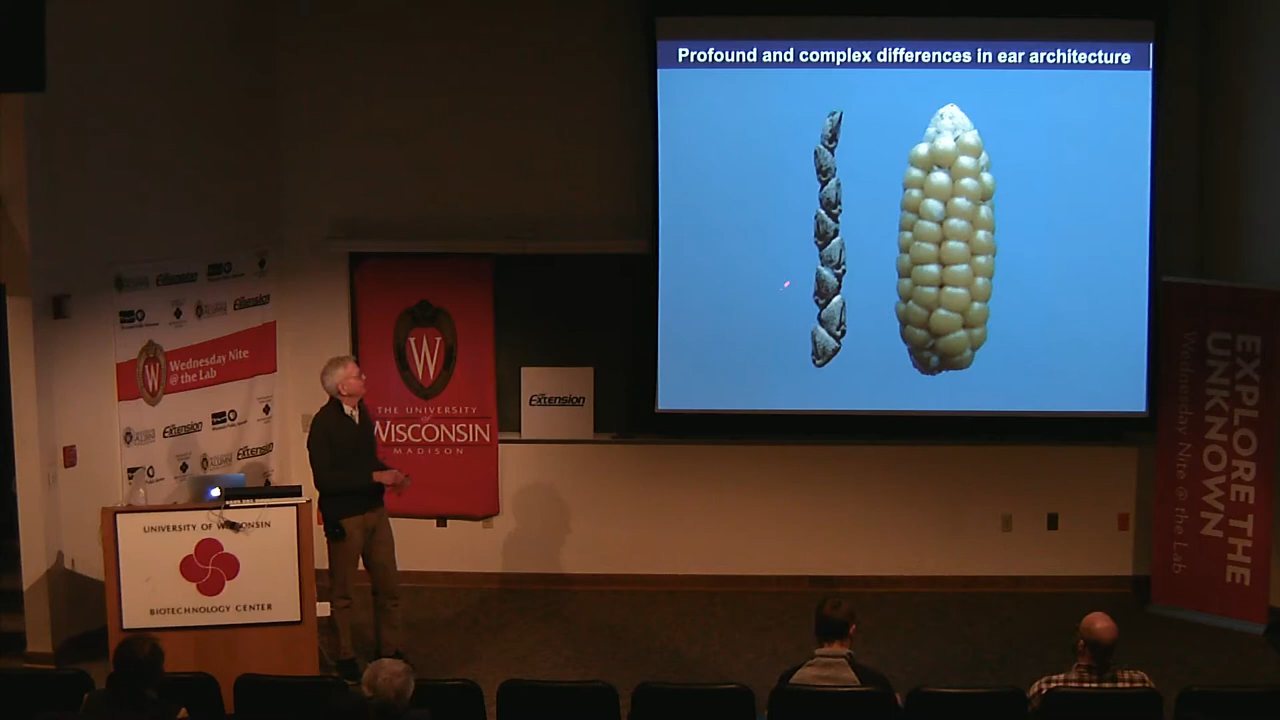 Profound and complex differences in ear architecture
Wednesday Nite
@ the Lab
Extension
W
THE UNIVERSITY
OF
WISCONSIN
MADISON
Extension
UNIVERSITY OF WISCONSIN
BIOTECHNOLOGY CENTER
EXPLORE THE
UNKNOWN
Wednesday Nite @ the Lab